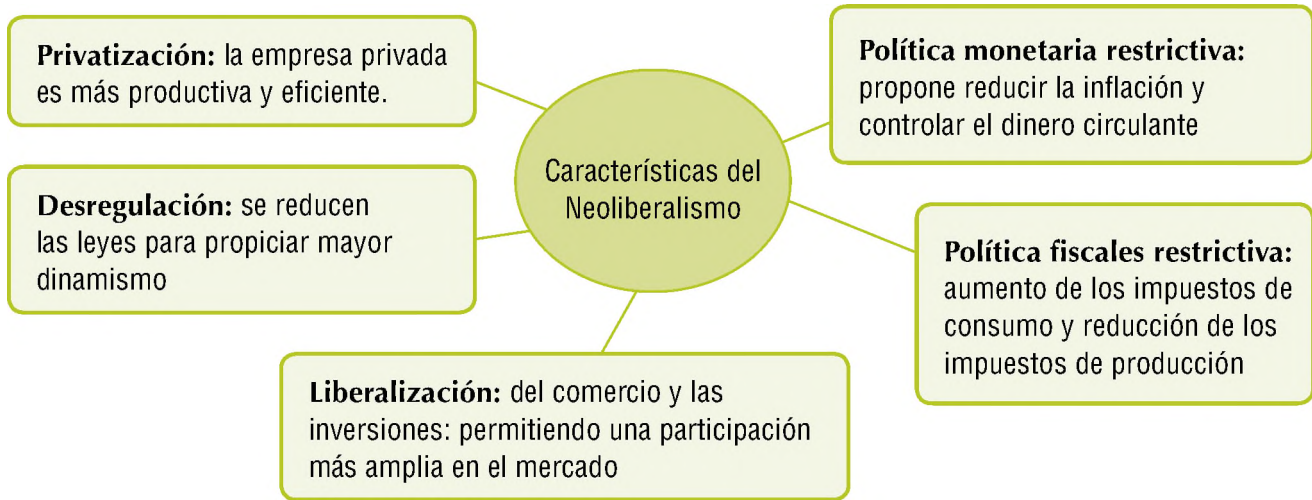 Privatización: la empresa privada
es más productiva y eficiente.
Desregulación: se reducen
las leyes para propiciar mayor
dinamismo
Características del
Neoliberalismo
Política monetaria restrictiva:
propone reducir la inflación y
controlar el dinero circulante
Política fiscales restrictiva:
aumento de los impuestos de
consumo y reducción de los
impuestos de producción
Liberalización: del comercio y las
inversiones: permitiendo una participación
más amplia en el mercado